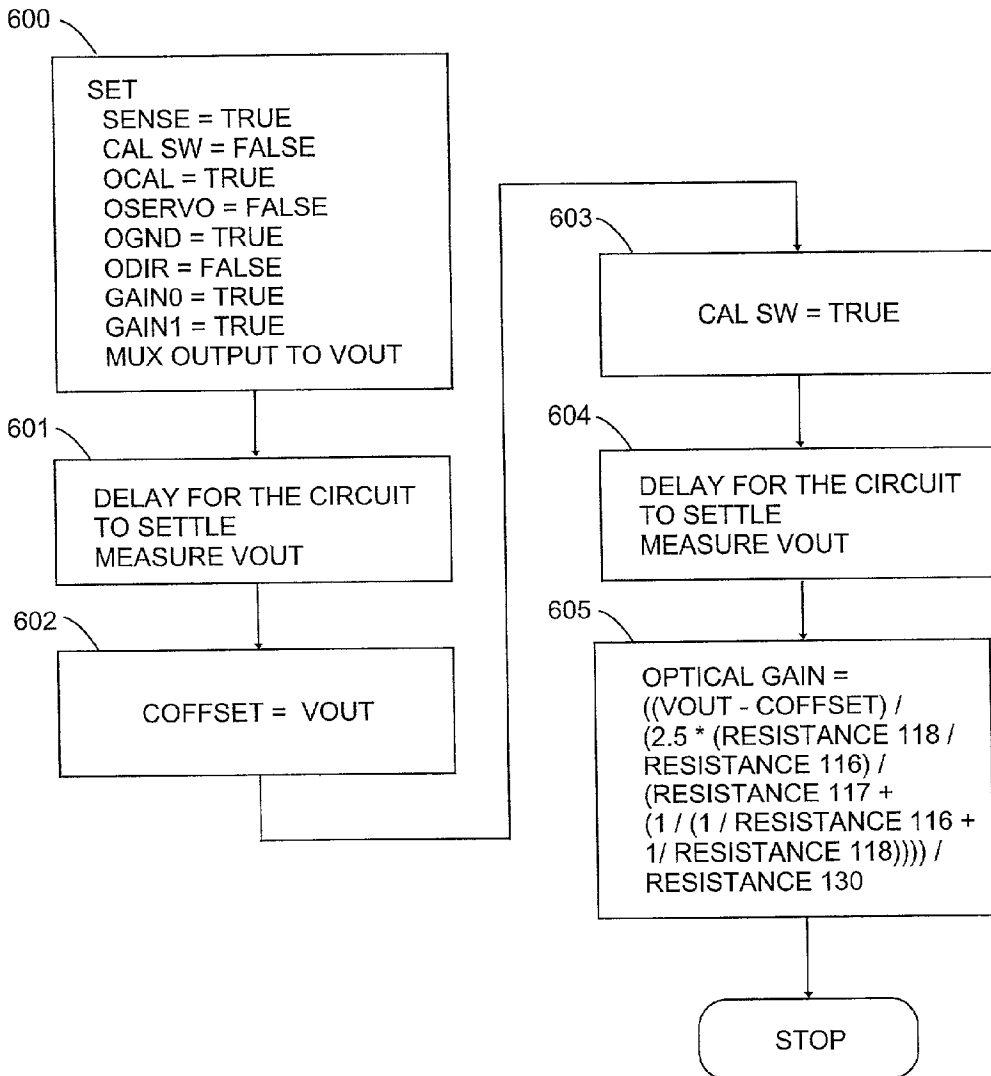 600
SET
SENSE = TRUE
CAL SW = FALSE
OCAL = TRUE
OSERVO = FALSE
OGND = TRUE
ODIR = FALSE
GAIN0 = TRUE
GAIN1 = TRUE
MUX OUTPUT TO VOUT
601
DELAY FOR THE CIRCUIT
TO SETTLE
MEASURE VOUT
602
COFFSET = VOUT
603
CAL SW = TRUE
604
DELAY FOR THE CIRCUIT
TO SETTLE
MEASURE VOUT
605
OPTICAL GAIN =
((VOUT - COFFSET) /
(2.5 * (RESISTANCE 118 /
RESISTANCE 116) /
(RESISTANCE 117 +
(1 / (1 / RESISTANCE 116 +
1/ RESISTANCE 118)))) /
RESISTANCE 130
STOP